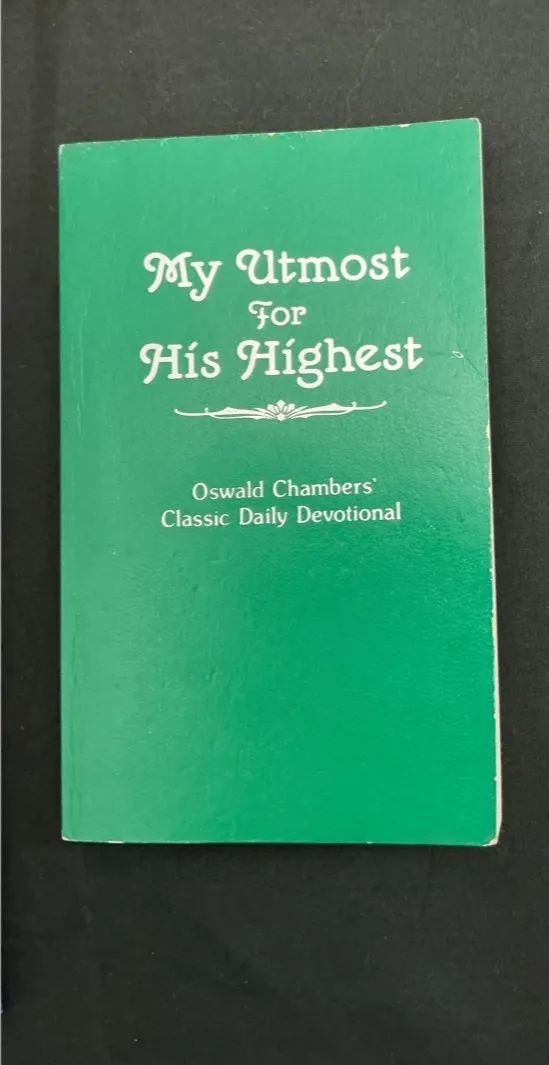 My Utmost
For
His Highest
Oswald Chambers'
Classic Daily Devotional